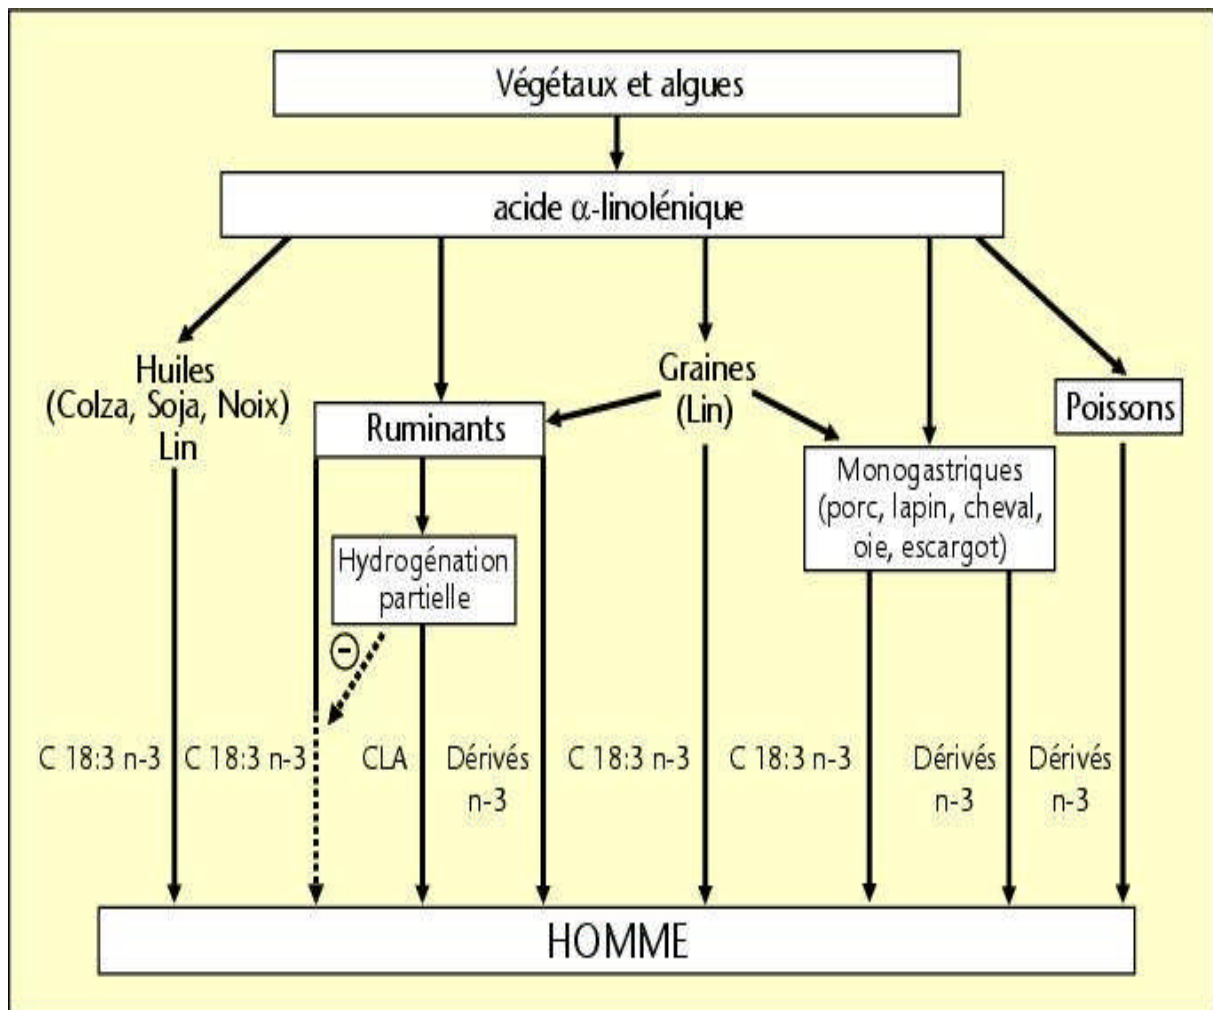 Végétaux et algues
acide α-linolénique
Huiles
(Colza, Soja, Noix)
Lin
Ruminants
Graines
(Lin)
Poissons
Monogastriques
(porc, lapin, cheval,
oie, escargot)
Hydrogénation
partielle
-
C 18:3 n-3
C 18:3 n-3
CLA
Dérivés
n-3
C 18:3 n-3
C 18:3 n-3
Dérivés
n-3
Dérivés
n-3
HOMME